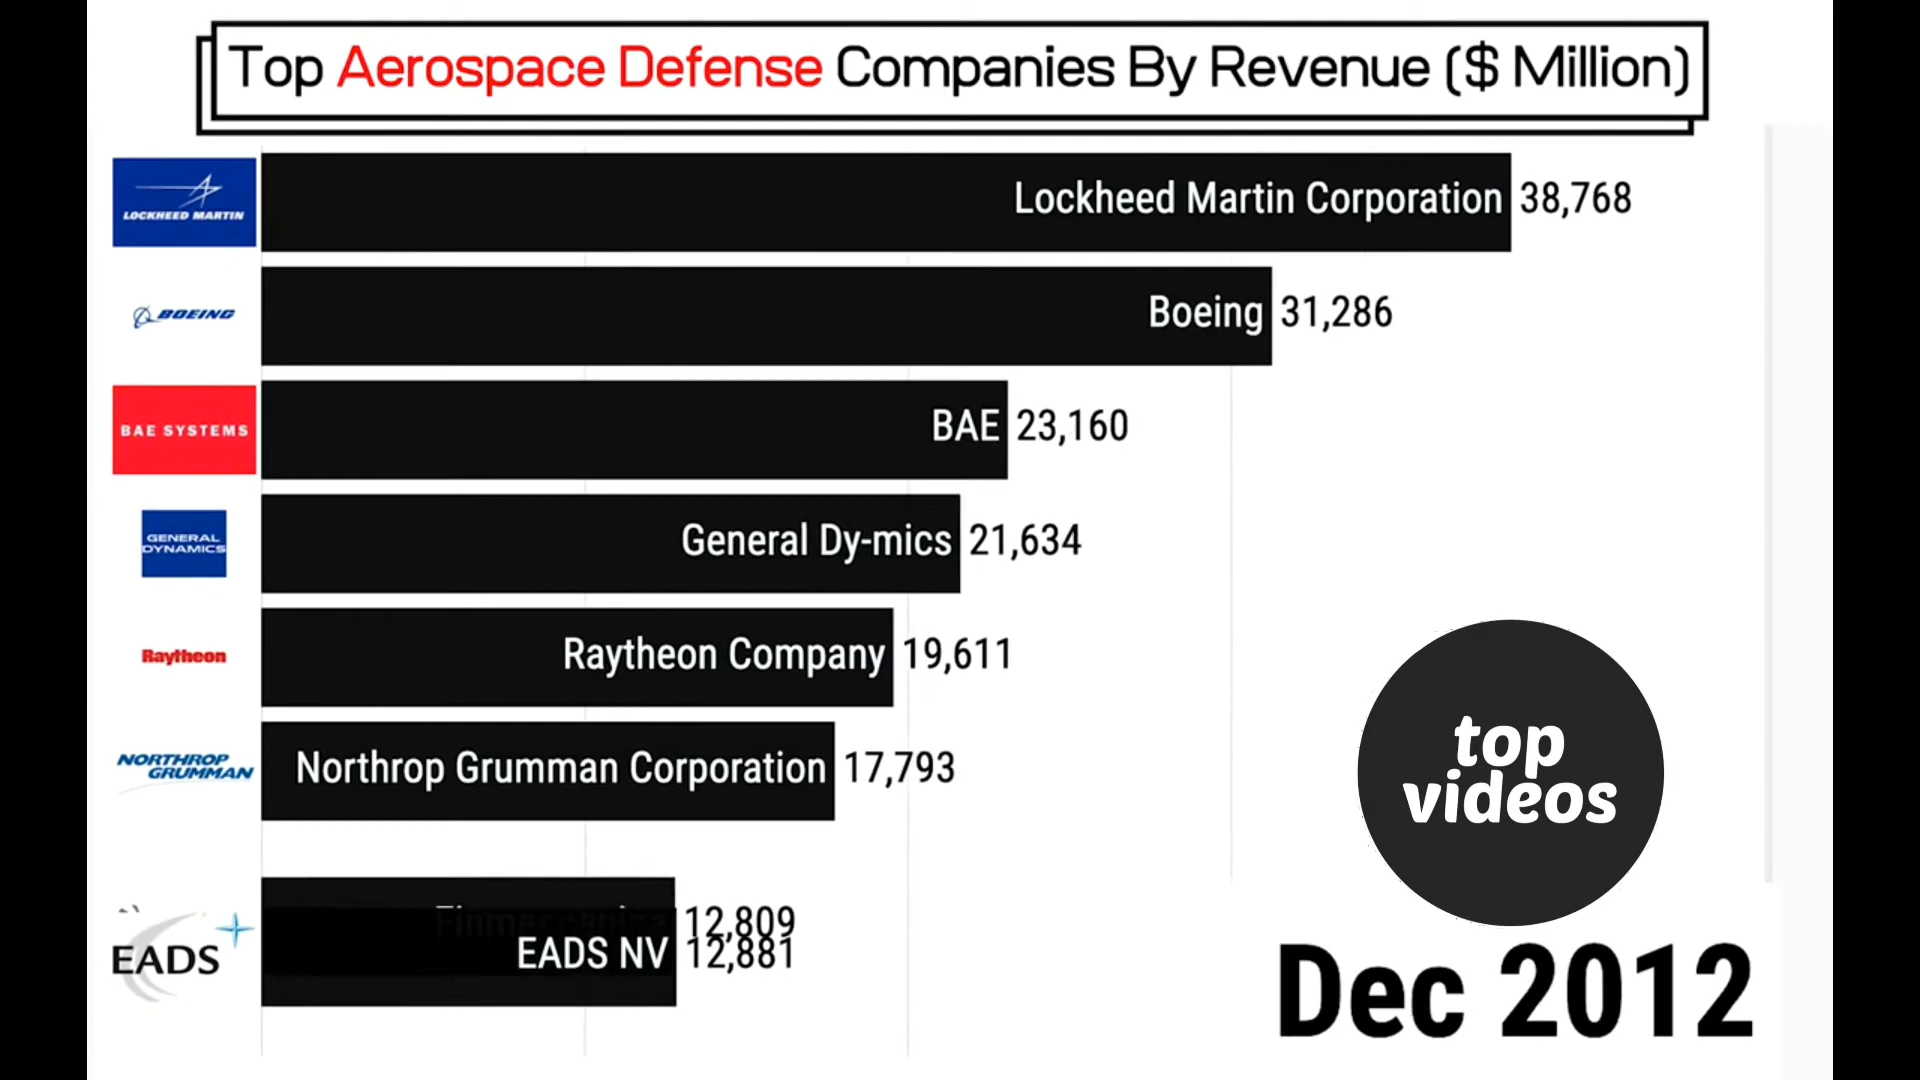 Top Aerospace Defense Companies By Revenue ($ Million)
LOCKHEED MARTIN
Lockheed Martin Corporation 38,768
BOEING
Boeing 31,286
BAE SYSTEMS
BAE 23,160
GENERAL
DYNAMICS
General Dy-mics 21,634
Raytheon
Raytheon Company 19,611
NORTHROP
GRUMMAN
Northrop Grumman Corporation 17,793
12,809
EADS
EADS NV 12,881
top
videos
Dec 2012